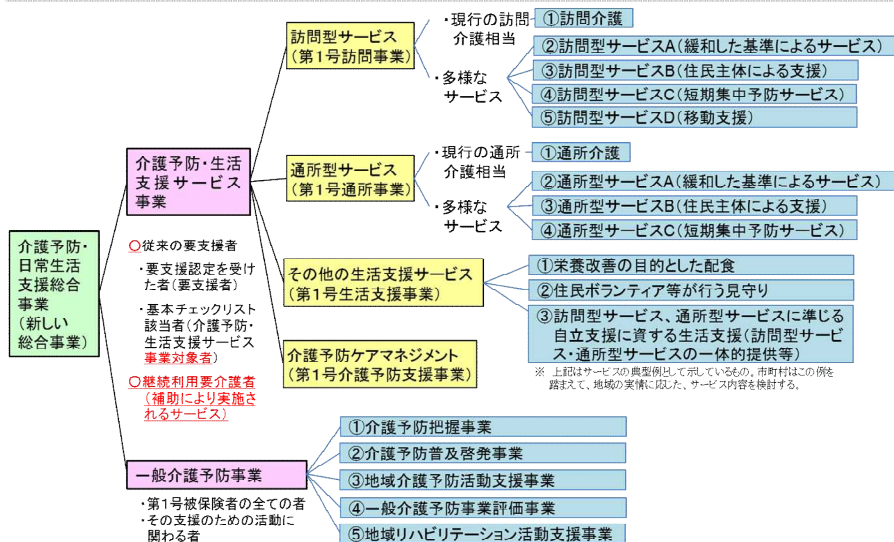 訪問型サービス
(第1号訪問事業)
・現行の訪問
介護相当
①訪問介護
・多様な
サービス
②訪問型サービスA(緩和した基準によるサービス)
③訪問型サービスB(住民主体による支援)
④訪問型サービスC(短期集中予防サービス)
⑤訪問型サービスD(移動支援)
介護予防・生活
支援サービス
事業
通所型サービス
(第1号通所事業)
・現行の通所
介護相当
①通所介護
・多様な
サービス
②通所型サービスA(緩和した基準によるサービス)
③通所型サービスB(住民主体による支援)
④通所型サービスC(短期集中予防サービス)
介護予防・
日常生活
支援総合
事業
(新しい
総合事業)
〇従来の要支援者
・要支援認定を受け
た者(要支援者)
・基本チェックリスト
該当者(介護予防・
生活支援サービス
事業対象者)
〇継続利用要介護者
(補助により実施さ
れるサービス)
その他の生活支援サービス
(第1号生活支援事業)
①栄養改善の目的とした配食
②住民ボランティア等が行う見守り
③訪問型サービス、通所型サービスに準じる
自立支援に資する生活支援(訪問型サービ
ス・通所型サービスの一体的提供等)
介護予防ケアマネジメント
(第1号介護予防支援事業)
※ 上記はサービスの典型例として示しているもの。市町村はこの例を
踏まえて、地域の実情に応じた、サービス内容を検討する。
一般介護予防事業
・第1号被保険者の全ての者
・その支援のための活動に
関わる者
①介護予防把握事業
②介護予防普及啓発事業
③地域介護予防活動支援事業
④一般介護予防事業評価事業
⑤地域リハビリテーション活動支援事業